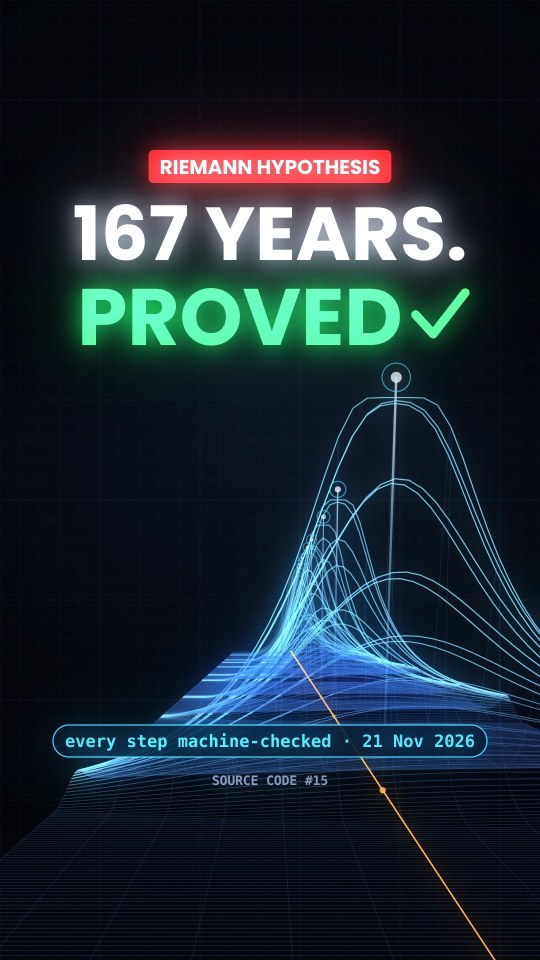 RIEMANN HYPOTHESIS
167 YEARS.
PROVED✓
every step machine-checked · 21 Nov 2026
SOURCE CODE #15